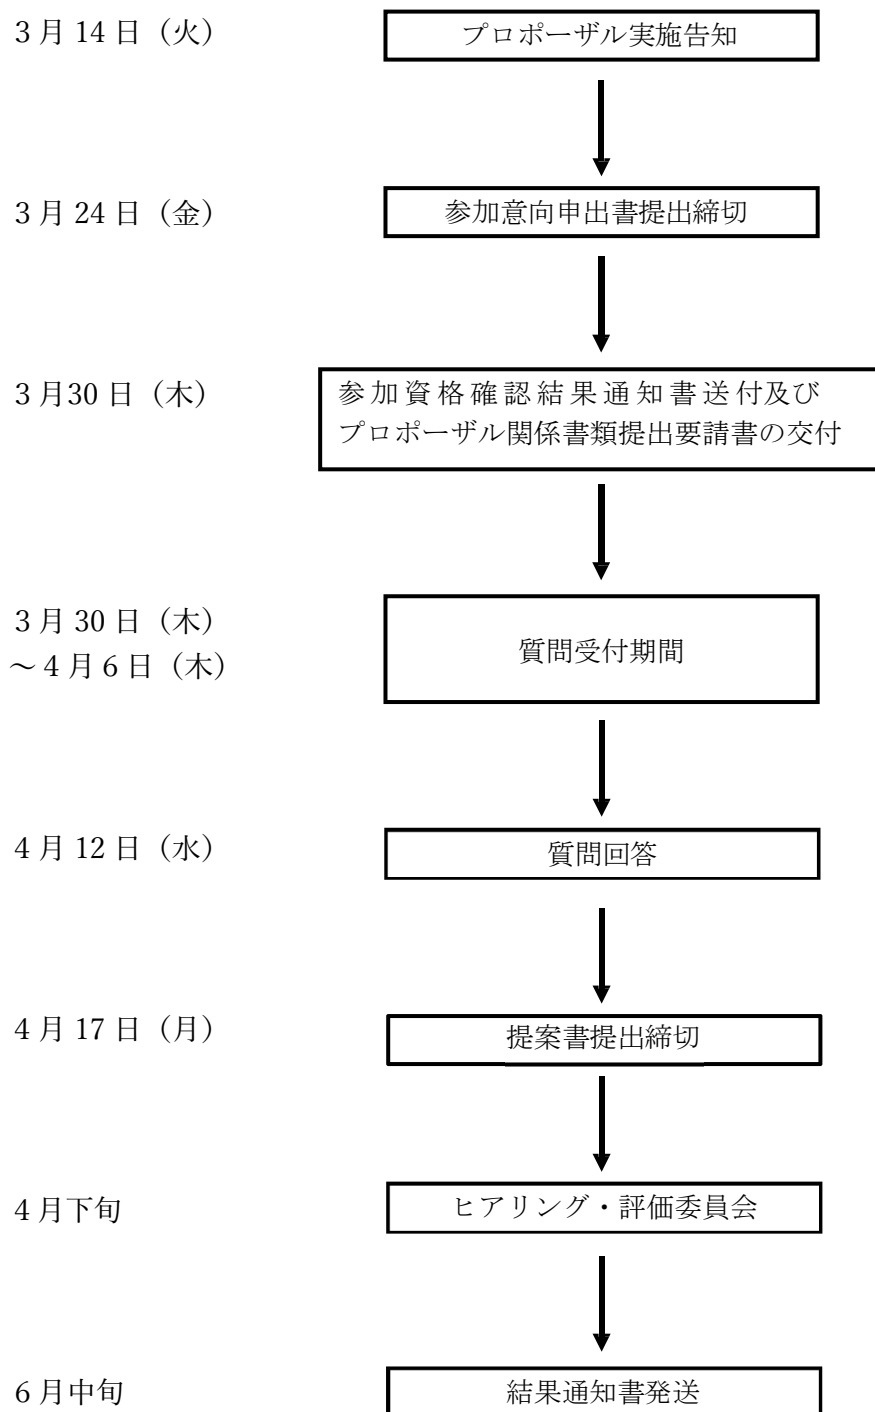 3月14日（火）
プロポーザル実施告知
3月24日（金）
参加意向申出書提出締切
3月30日（木）
参加資格確認結果通知書送付及び
プロポーザル関係書類提出要請書の交付
3月30日（木）
～4月6日（木）
質問受付期間
4月12日（水）
質問回答
4月17日（月）
提案書提出締切
4月下旬
ヒアリング・評価委員会
6月中旬
結果通知書発送